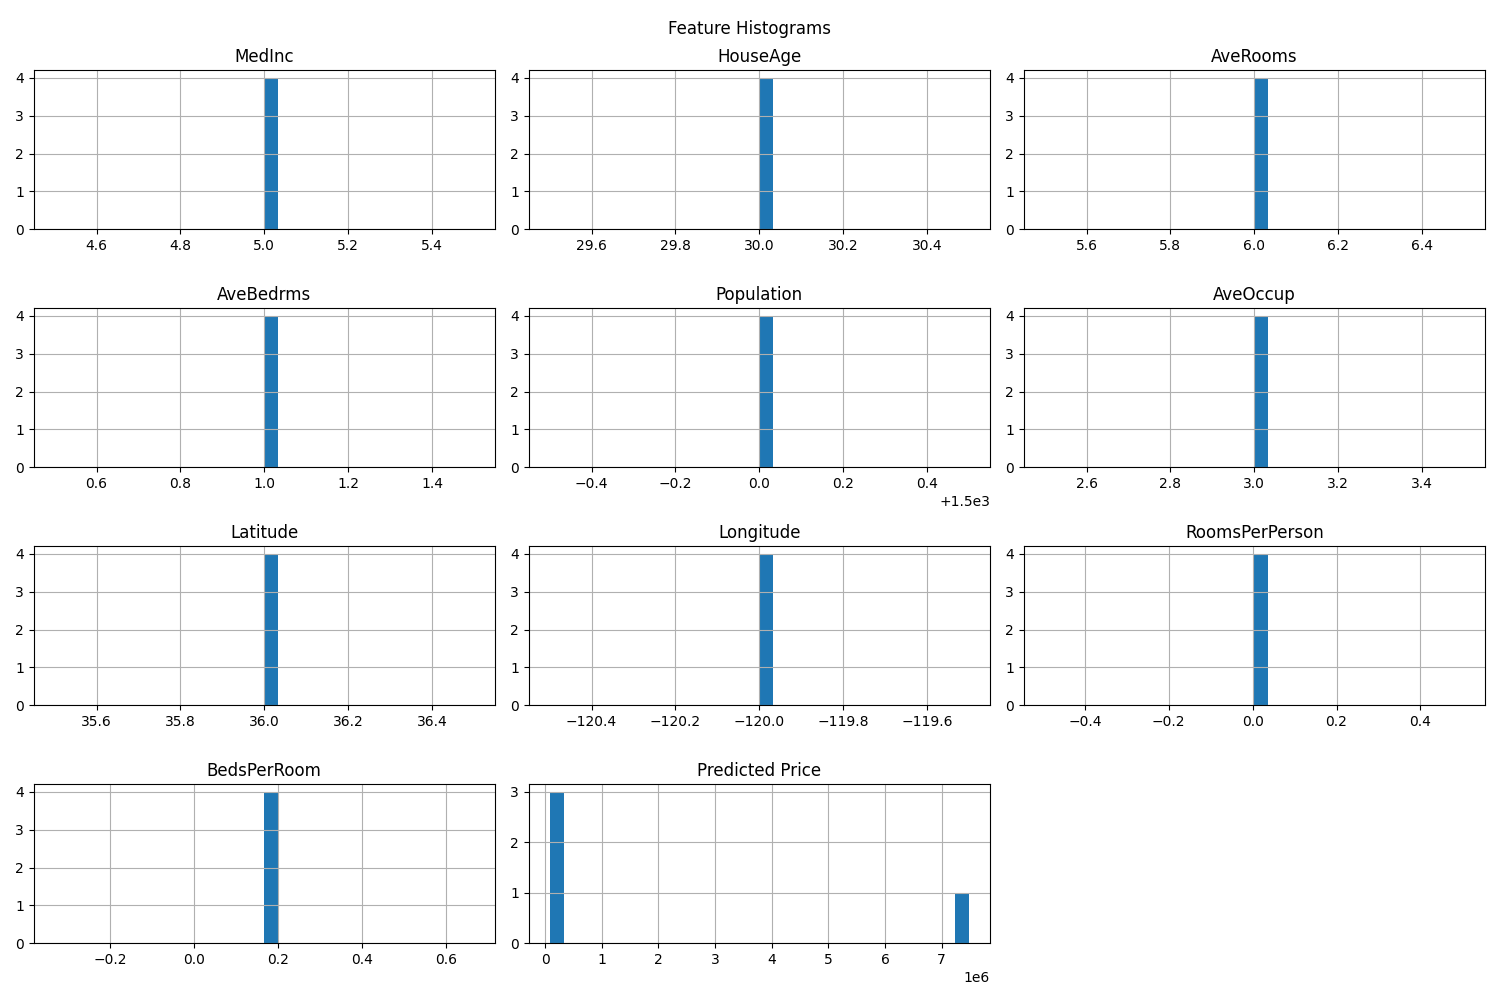 Feature Histograms
MedInc HouseAge AveRooms
4 4 4
3 3 3
2 2 2
1 1 1
0 0 0
4.6 4.8 5.0 5.2 5.4 29.6 29.8 30.0 30.2 30.4 5.6 5.8 6.0 6.2 6.4
AveBedrms Population AveOccup
4 4 4
3 3 3
2 2 2
1 1 1
0 0 0
0.6 0.8 1.0 1.2 1.4 −0.4 −0.2 0.0 0.2 0.4 2.6 2.8 3.0 3.2 3.4
+1.5e3
Latitude Longitude RoomsPerPerson
4 4 4
3 3 3
2 2 2
1 1 1
0 0 0
35.6 35.8 36.0 36.2 36.4 −120.4 −120.2 −120.0 −119.8 −119.6 −0.4 −0.2 0.0 0.2 0.4
BedsPerRoom Predicted Price
4 3
3 2
2 1
1 0
0
−0.2 0.0 0.2 0.4 0.6 0 1 2 3 4 5 6 7
1e6